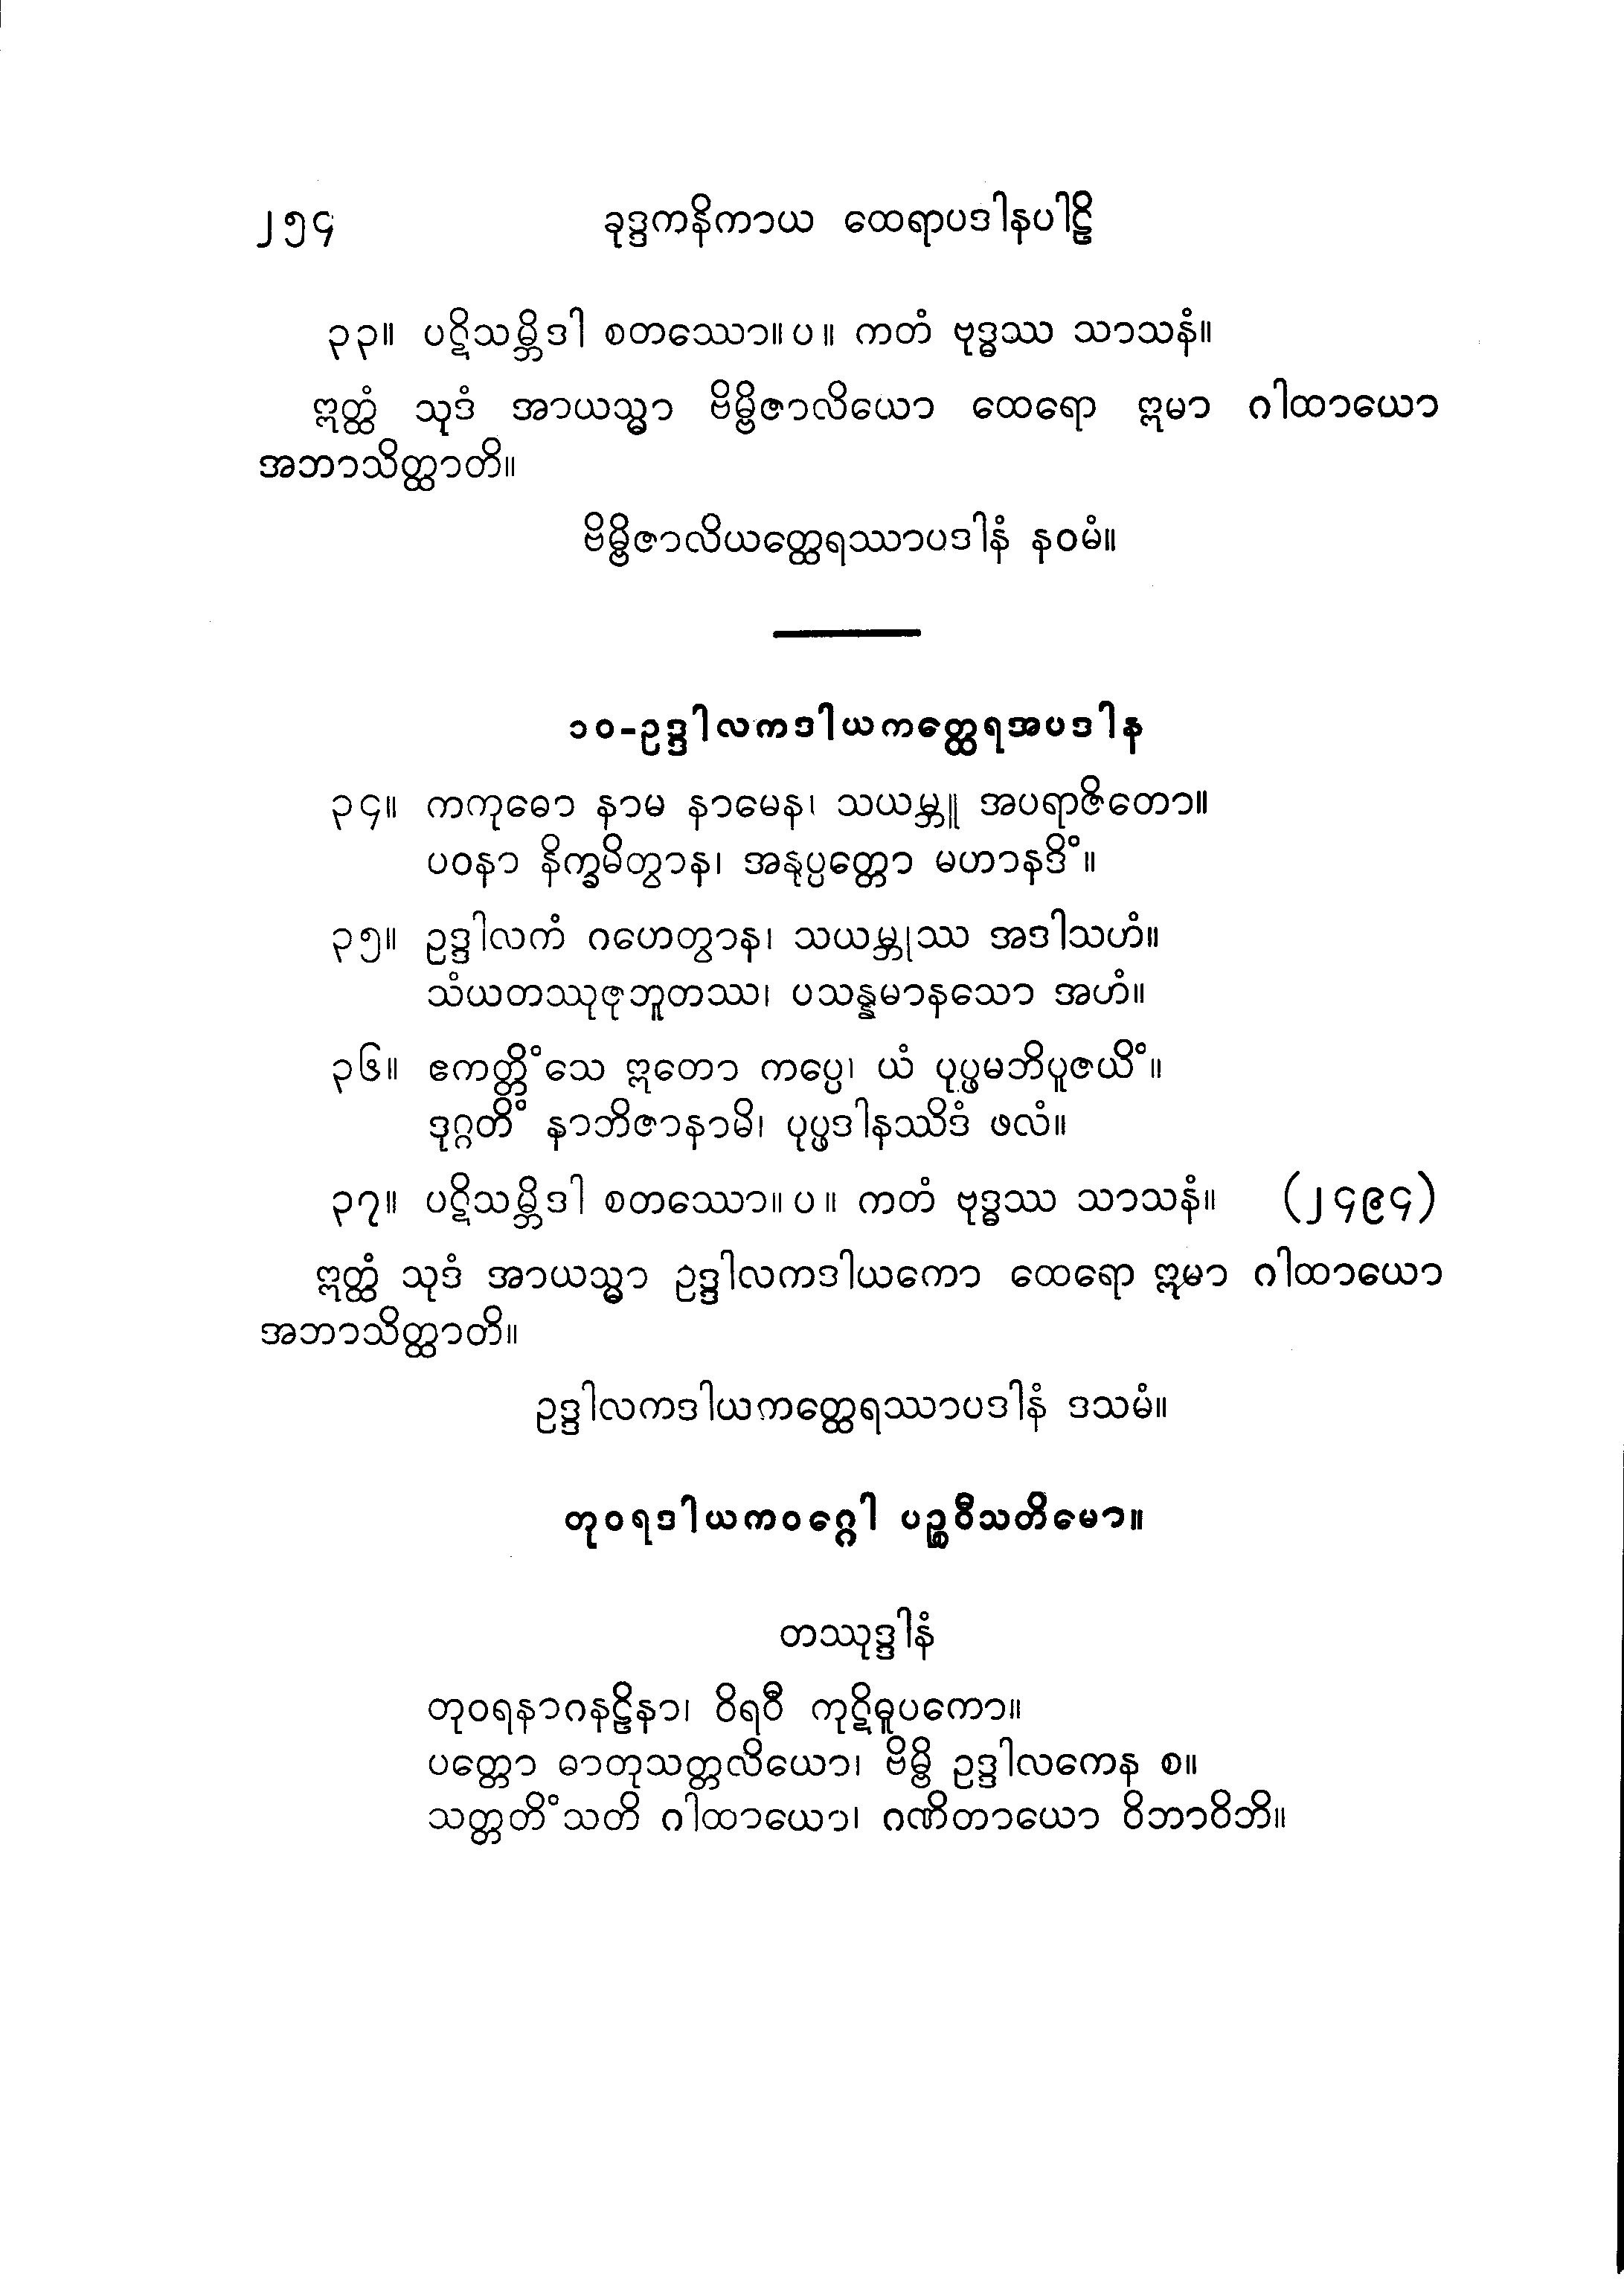 ၂၅၄ ခုဒ္ဒကနိကာယ ထေရာပဒါနပါဠိ
၃၃။ ပဋိသမ္ဘိဒါ စတဿော။ ပ ။ ကတံ ဗုဒ္ဓဿ သာသနံ။
ဣတ္ထံ သုဒံ အာယသ္မာ ဗိမ္ဗိဇာလိယော ထေရော ဣမာ ဂါထာယော
အဘာသိတ္ထာတိ။
ဗိမ္ဗိဇာလိယတ္ထေရဿာပဒါနံ နဝမံ။
၁၀-ဥဒ္ဒါလကဒါယကတ္ထေရအပဒါန
၃၄။ ကကုဓော နာမ နာမေန၊ သယမ္ဘူ အပရာဇိတော။
ပဝနာ နိက္ခမိတွာန၊ အနုပ္ပတ္တော မဟာနဒိံ။
၃၅။ ဥဒ္ဒါလကံ ဂဟေတွာန၊ သယမ္ဘုဿ အဒါသဟံ။
သံယတဿုဇုဘူတဿ၊ ပသန္နမာနသော အဟံ။
၃၆။ ဧကတ္တိံသေ ဣတော ကပ္ပေ၊ ယံ ပုပ္ဖမဘိပူဇယိံ။
ဒုဂ္ဂတိံ နာဘိဇာနာမိ၊ ပုပ္ဖဒါနဿိဒံ ဖလံ။
၃၇။ ပဋိသမ္ဘိဒါ စတဿော။ ပ ။ ကတံ ဗုဒ္ဓဿ သာသနံ။ (၂၄၉၄)
ဣတ္ထံ သုဒံ အာယသ္မာ ဥဒ္ဒါလကဒါယကော ထေရော ဣမာ ဂါထာယော
အဘာသိတ္ထာတိ။
ဥဒ္ဒါလကဒါယကတ္ထေရဿာပဒါနံ ဒသမံ။
တုဝရဒါယကဝဂ္ဂေါ ပဉ္စဝီသတိမော။
တဿုဒ္ဒါနံ
တုဝရနာဂနဠိနာ၊ ဝိရဝီ ကုဋိဓူပကော။
ပတ္တော ဓာတုသတ္တလိယော၊ ဗိမ္ဗိ ဥဒ္ဒါလကေန စ။
သတ္တတိံသတိ ဂါထာယော၊ ဂဏိတာယော ဝိဘာဝိဘိ။